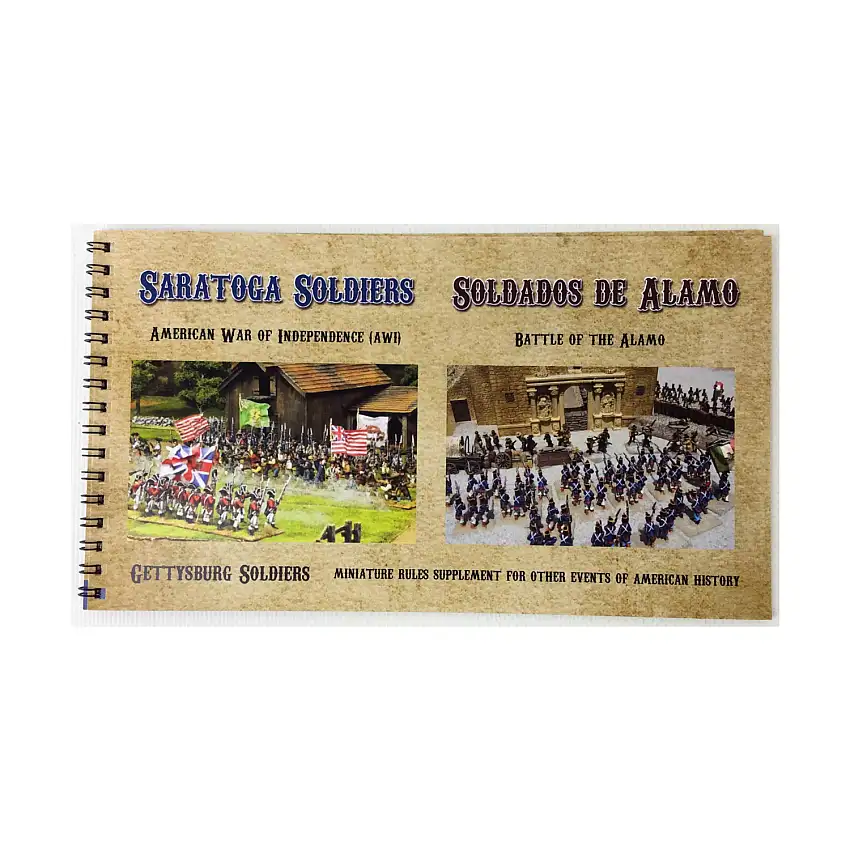 SARATOGA SOLDIERS
AMERICAN WAR OF INDEPENDENCE (AWI)
SOLDADOS DE ALAMO
BATTLE OF THE ALAMO
GETTYSBURG SOLDIERS
MINIATURE RULES SUPPLEMENT FOR OTHER EVENTS OF AMERICAN HISTORY